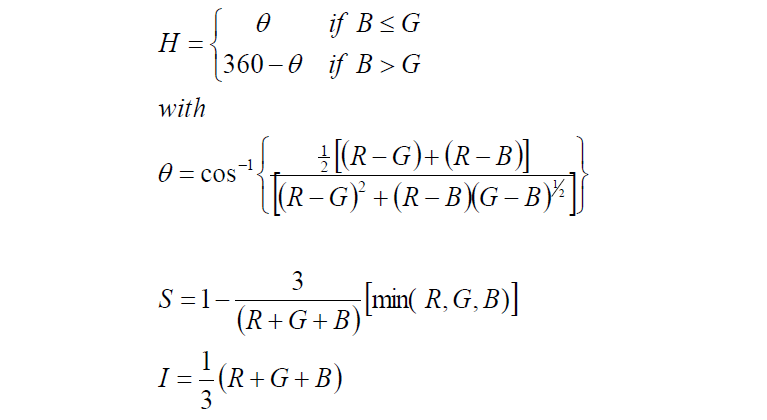 H = { θ if B ≤ G
360 − θ if B > G
with
θ = cos⁻¹ { ½[(R − G) + (R − B)] / [(R − G)² + (R − B)(G − B)^½] }
S = 1 − 3/(R + G + B) [min( R, G, B)]
I = 1/3 (R + G + B)